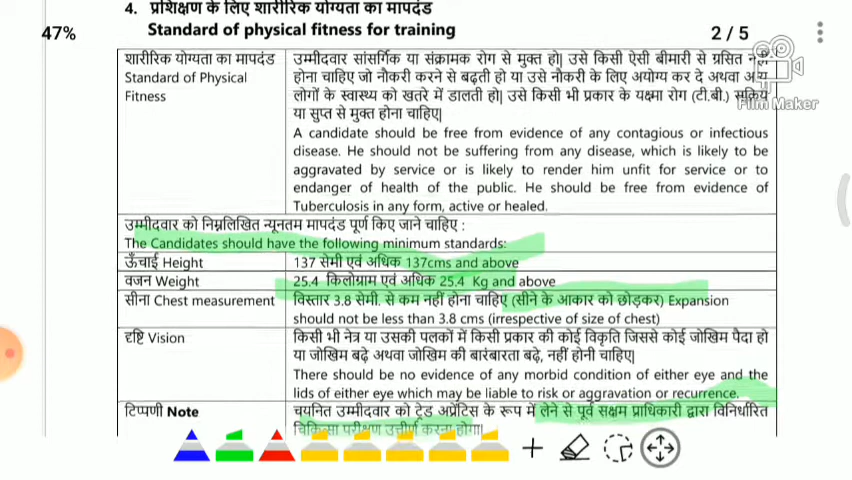 4. प्रशिक्षण के लिए शारीरिक योग्यता का मापदंड
Standard of physical fitness for training
47%
2 / 5
शारीरिक योग्यता का मापदंड
Standard of Physical
Fitness
उम्मीदवार सांसर्गिक या संक्रामक रोग से मुक्त हो| उसे किसी ऐसी बीमारी से ग्रसित नहीं
होना चाहिए जो नौकरी करने से बढ़ती हो या उसे नौकरी के लिए अयोग्य कर दे अथवा अन्य
लोगों के स्वास्थ्य को खतरे में डालती हो| उसे किसी भी प्रकार के यक्ष्मा रोग (टी.बी.) सक्रिय
या सुप्त से मुक्त होना चाहिए|
A candidate should be free from evidence of any contagious or infectious
disease. He should not be suffering from any disease, which is likely to be
aggravated by service or is likely to render him unfit for service or to
endanger of health of the public. He should be free from evidence of
Tuberculosis in any form, active or healed.
Film Maker
उम्मीदवार को निम्नलिखित न्यूनतम मापदंड पूर्ण किए जाने चाहिए :
The Candidates should have the following minimum standards:
ऊँचाई Height 137 सेमी एवं अधिक 137cms and above
वजन Weight 25.4 किलोग्राम एवं अधिक 25.4 Kg and above
सीना Chest measurement विस्तार 3.8 सेमी. से कम नहीं होना चाहिए (सीने के आकार को छोड़कर) Expansion
should not be less than 3.8 cms (irrespective of size of chest)
दृष्टि Vision किसी भी नेत्र या उसकी पलकों में किसी प्रकार की कोई विकृति जिससे कोई जोखिम पैदा हो
या जोखिम बढ़े अथवा जोखिम की बारंबारता बढ़े, नहीं होनी चाहिए|
There should be no evidence of any morbid condition of either eye and the
lids of either eye which may be liable to risk or aggravation or recurrence.
टिप्पणी Note चयनित उम्मीदवार को ट्रेड अप्रेंटिस के रूप में लेने से पूर्व सक्षम प्राधिकारी द्वारा विनिर्धारित
चिकित्सा परीक्षण उत्तीर्ण करना होगा|